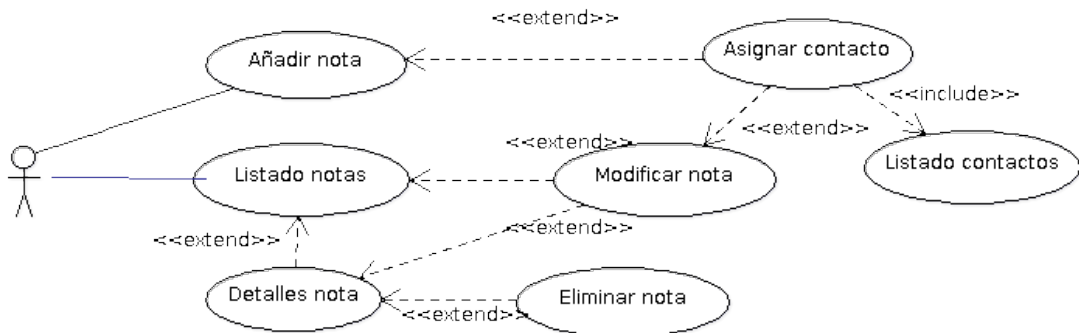 <<extend>>
Añadir nota
Asignar contacto
<<include>>
<<extend>>
<<extend>>
Listado notas
Modificar nota
Listado contactos
<<extend>>
<<extend>>
Detalles nota
Eliminar nota
<<extend>>